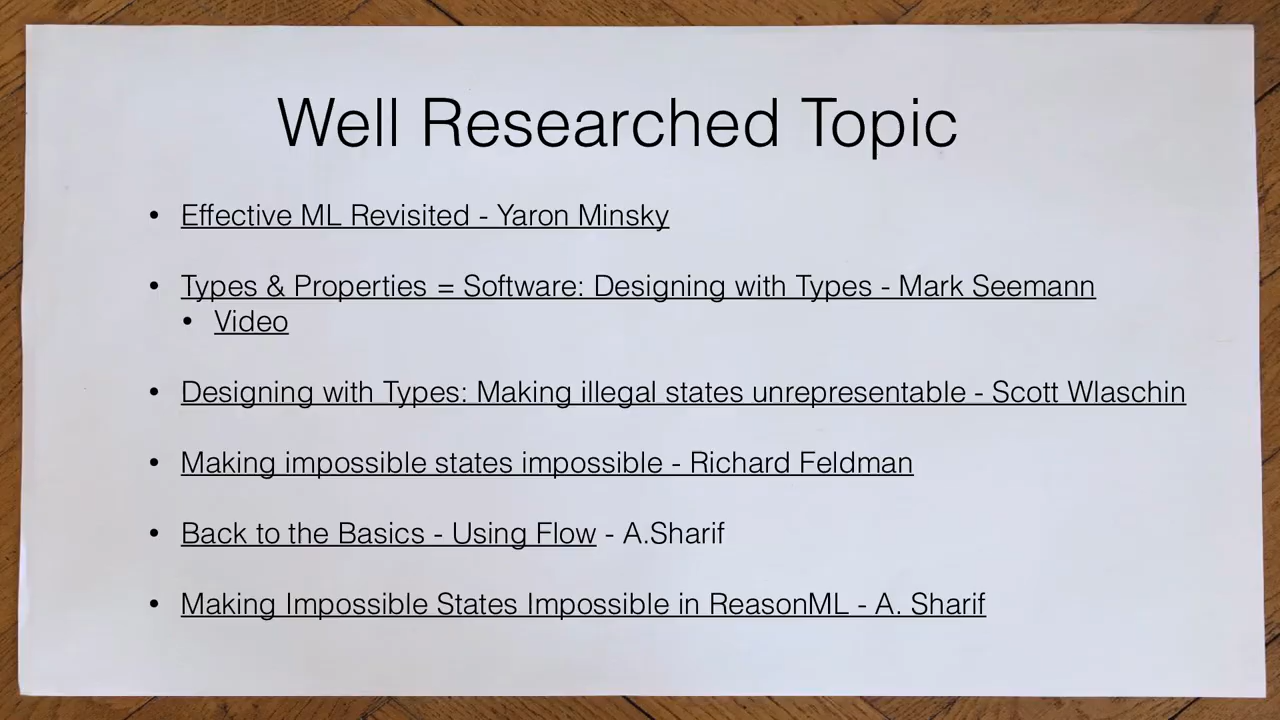 Well Researched Topic
• Effective ML Revisited - Yaron Minsky
• Types & Properties = Software: Designing with Types - Mark Seemann
• Video
• Designing with Types: Making illegal states unrepresentable - Scott Wlaschin
• Making impossible states impossible - Richard Feldman
• Back to the Basics - Using Flow - A.Sharif
• Making Impossible States Impossible in ReasonML - A. Sharif